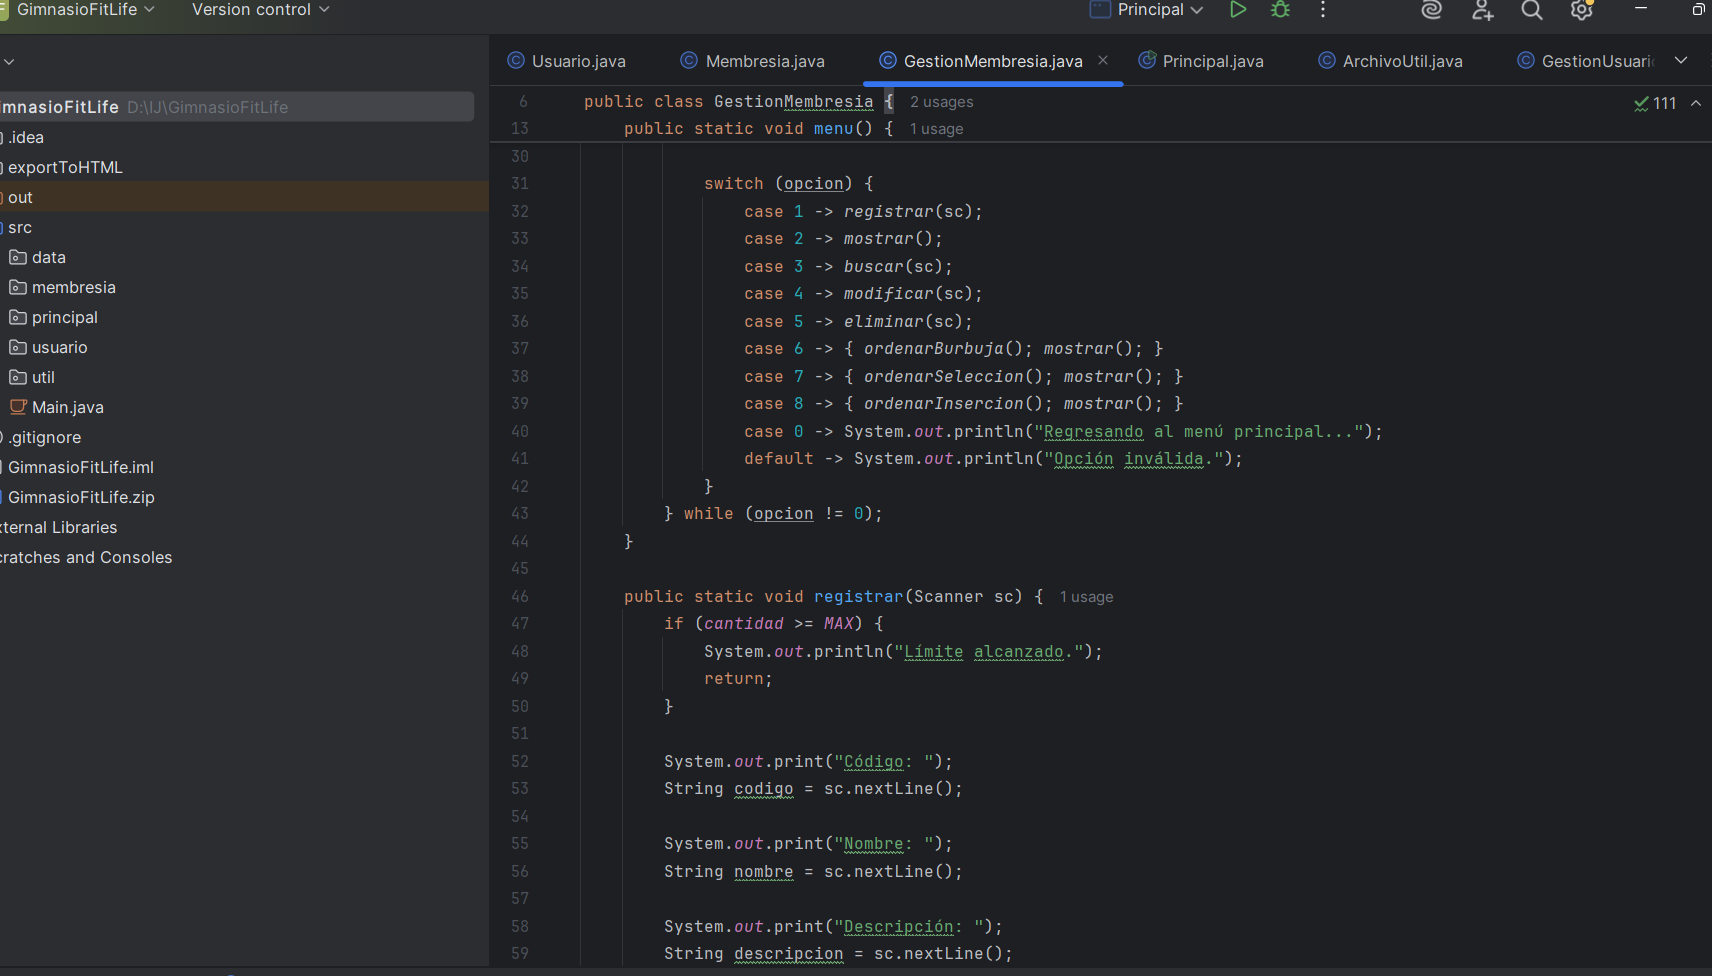 GimnasioFitLife Version control Principal
Usuario.java Membresia.java GestionMembresia.java Principal.java ArchivoUtil.java GestionUsuari
imnasioFitLife D:\IJ\GimnasioFitLife
.idea
exportToHTML
out
src
data
membresia
principal
usuario
util
Main.java
.gitignore
GimnasioFitLife.iml
GimnasioFitLife.zip
xternal Libraries
cratches and Consoles
6 public class GestionMembresia { 2 usages 111
13 public static void menu() { 1 usage
30
31 switch (opcion) {
32 case 1 -> registrar(sc);
33 case 2 -> mostrar();
34 case 3 -> buscar(sc);
35 case 4 -> modificar(sc);
36 case 5 -> eliminar(sc);
37 case 6 -> { ordenarBurbuja(); mostrar(); }
38 case 7 -> { ordenarSeleccion(); mostrar(); }
39 case 8 -> { ordenarInsercion(); mostrar(); }
40 case 0 -> System.out.println("Regresando al menú principal...");
41 default -> System.out.println("Opción inválida.");
42 }
43 } while (opcion != 0);
44 }
45
46 public static void registrar(Scanner sc) { 1 usage
47 if (cantidad >= MAX) {
48 System.out.println("Límite alcanzado.");
49 return;
50 }
51
52 System.out.print("Código: ");
53 String codigo = sc.nextLine();
54
55 System.out.print("Nombre: ");
56 String nombre = sc.nextLine();
57
58 System.out.print("Descripción: ");
59 String descripcion = sc.nextLine();